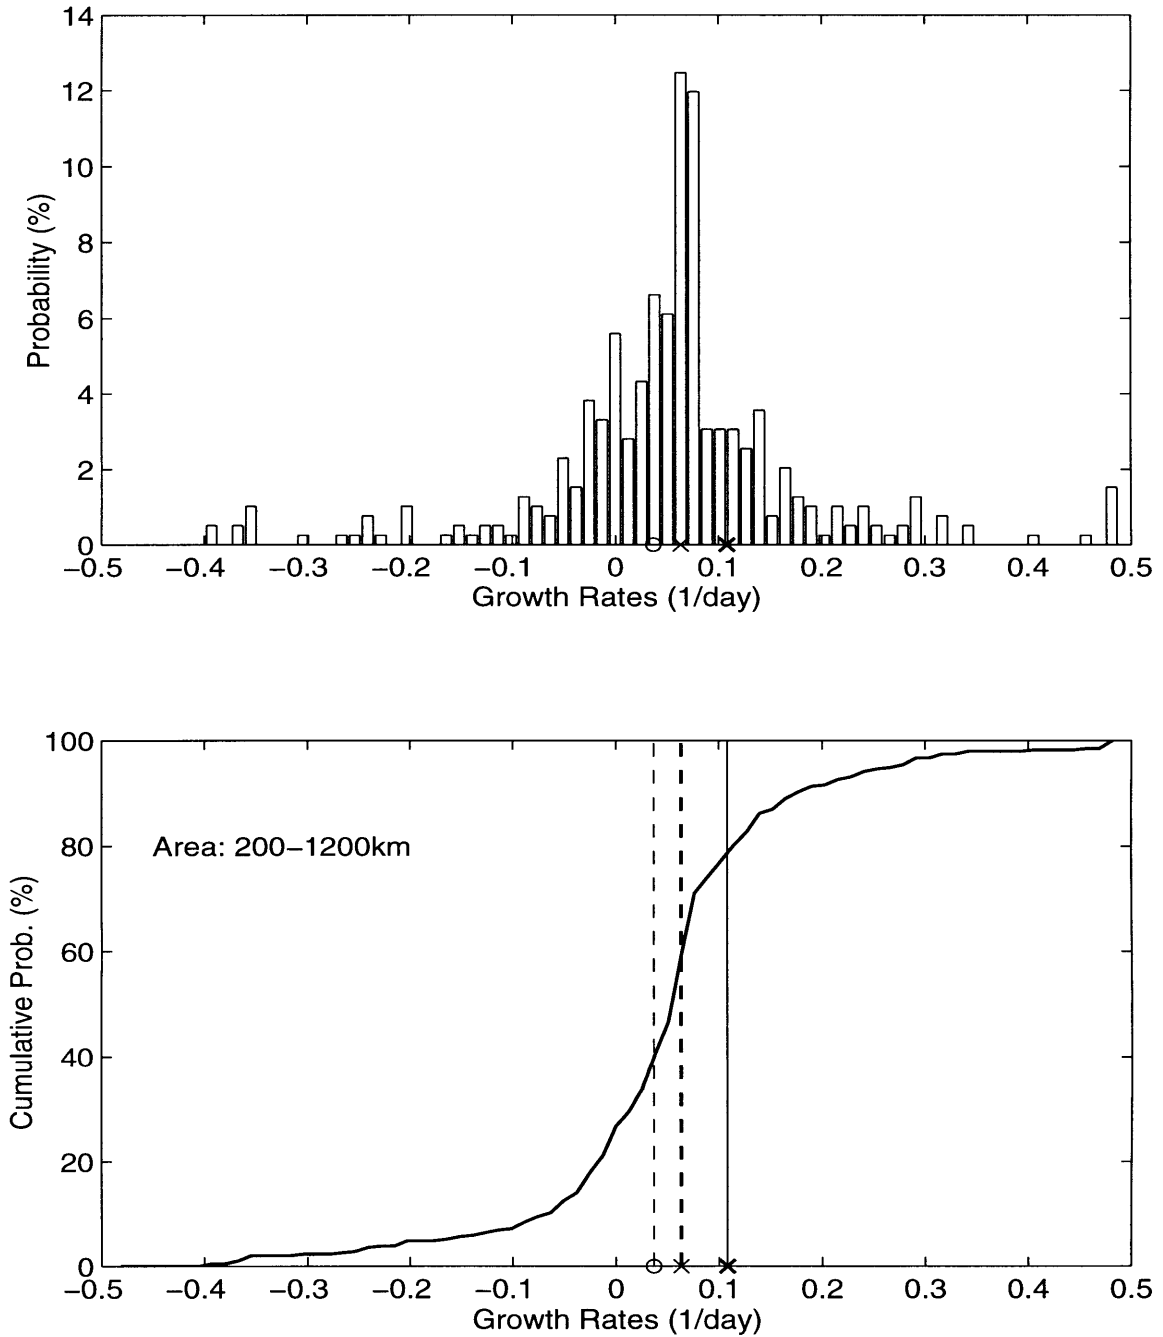 14
12
10
8
6
4
2
0
Probability (%)
−0.5 −0.4 −0.3 −0.2 −0.1 0 0.1 0.2 0.3 0.4 0.5
Growth Rates (1/day)
100
80
60
40
20
0
Cumulative Prob. (%)
Area: 200−1200km
−0.5 −0.4 −0.3 −0.2 −0.1 0 0.1 0.2 0.3 0.4 0.5
Growth Rates (1/day)